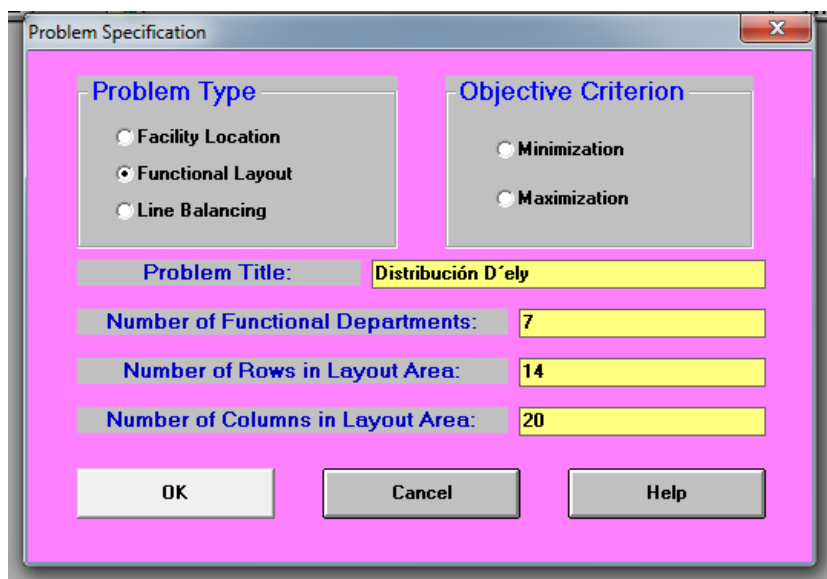 Problem Specification
Problem Type
Facility Location
Functional Layout
Line Balancing
Objective Criterion
Minimization
Maximization
Problem Title: Distribución D´ely
Number of Functional Departments: 7
Number of Rows in Layout Area: 14
Number of Columns in Layout Area: 20
OK Cancel Help